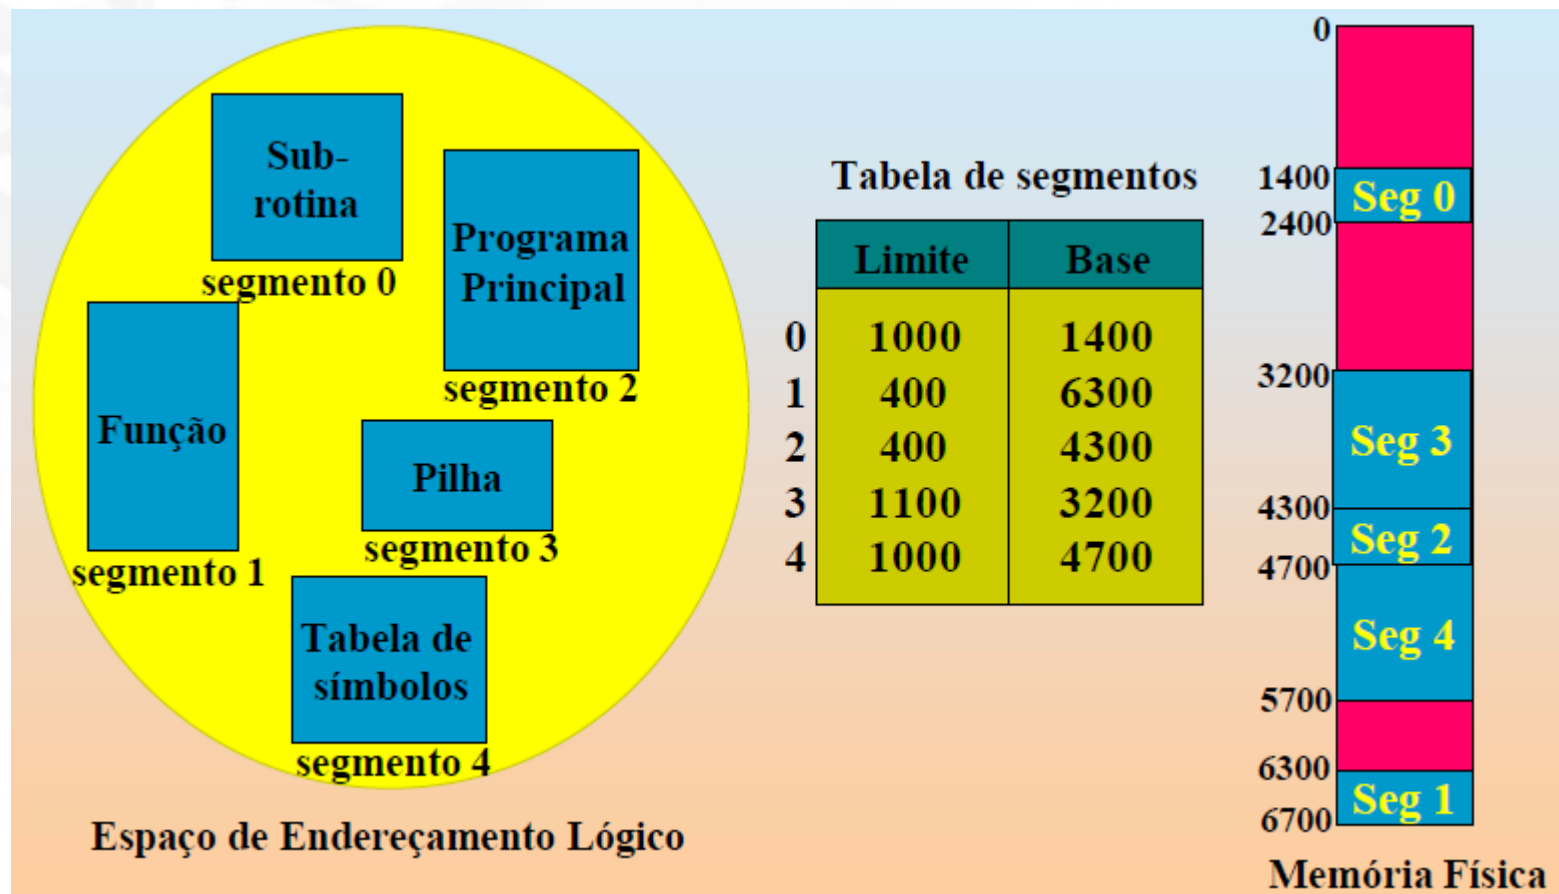 Sub-
rotina
segmento 0
Programa
Principal
segmento 2
Função
segmento 1
Pilha
segmento 3
Tabela de
símbolos
segmento 4
Espaço de Endereçamento Lógico
Tabela de segmentos
Limite Base
0 1000 1400
1 400 6300
2 400 4300
3 1100 3200
4 1000 4700
0
1400
Seg 0
2400
3200
Seg 3
4300
Seg 2
4700
Seg 4
5700
6300
Seg 1
6700
Memória Física